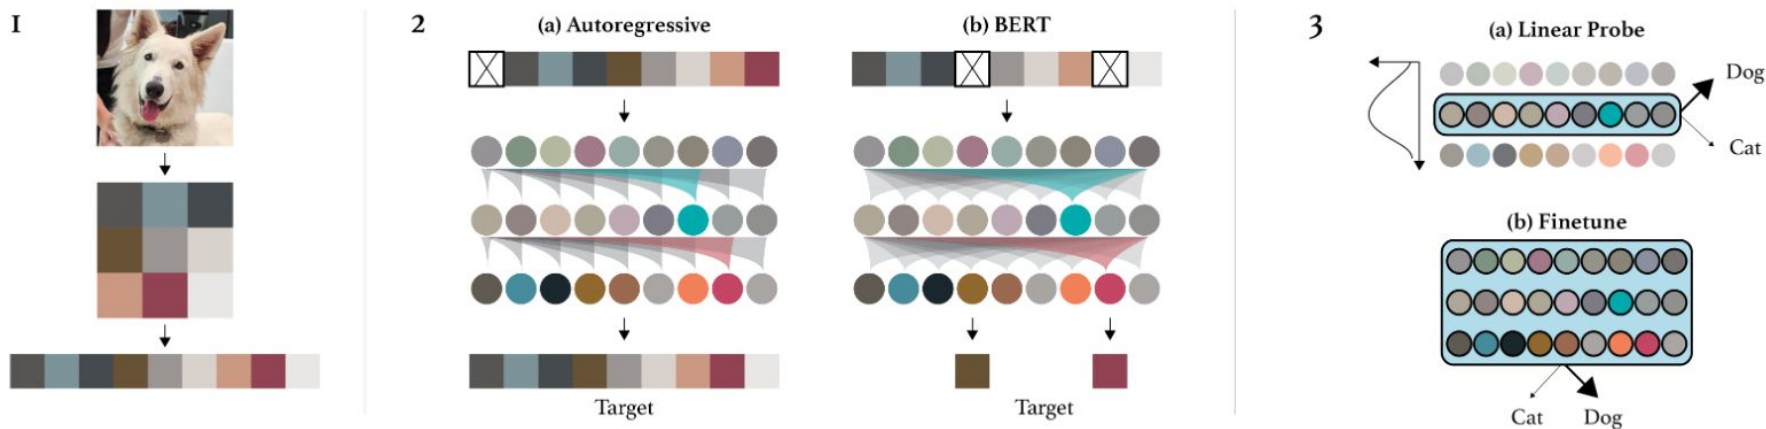 1
2
(a) Autoregressive
Target
(b) BERT
Target
3
(a) Linear Probe
Dog
Cat
(b) Finetune
Cat Dog